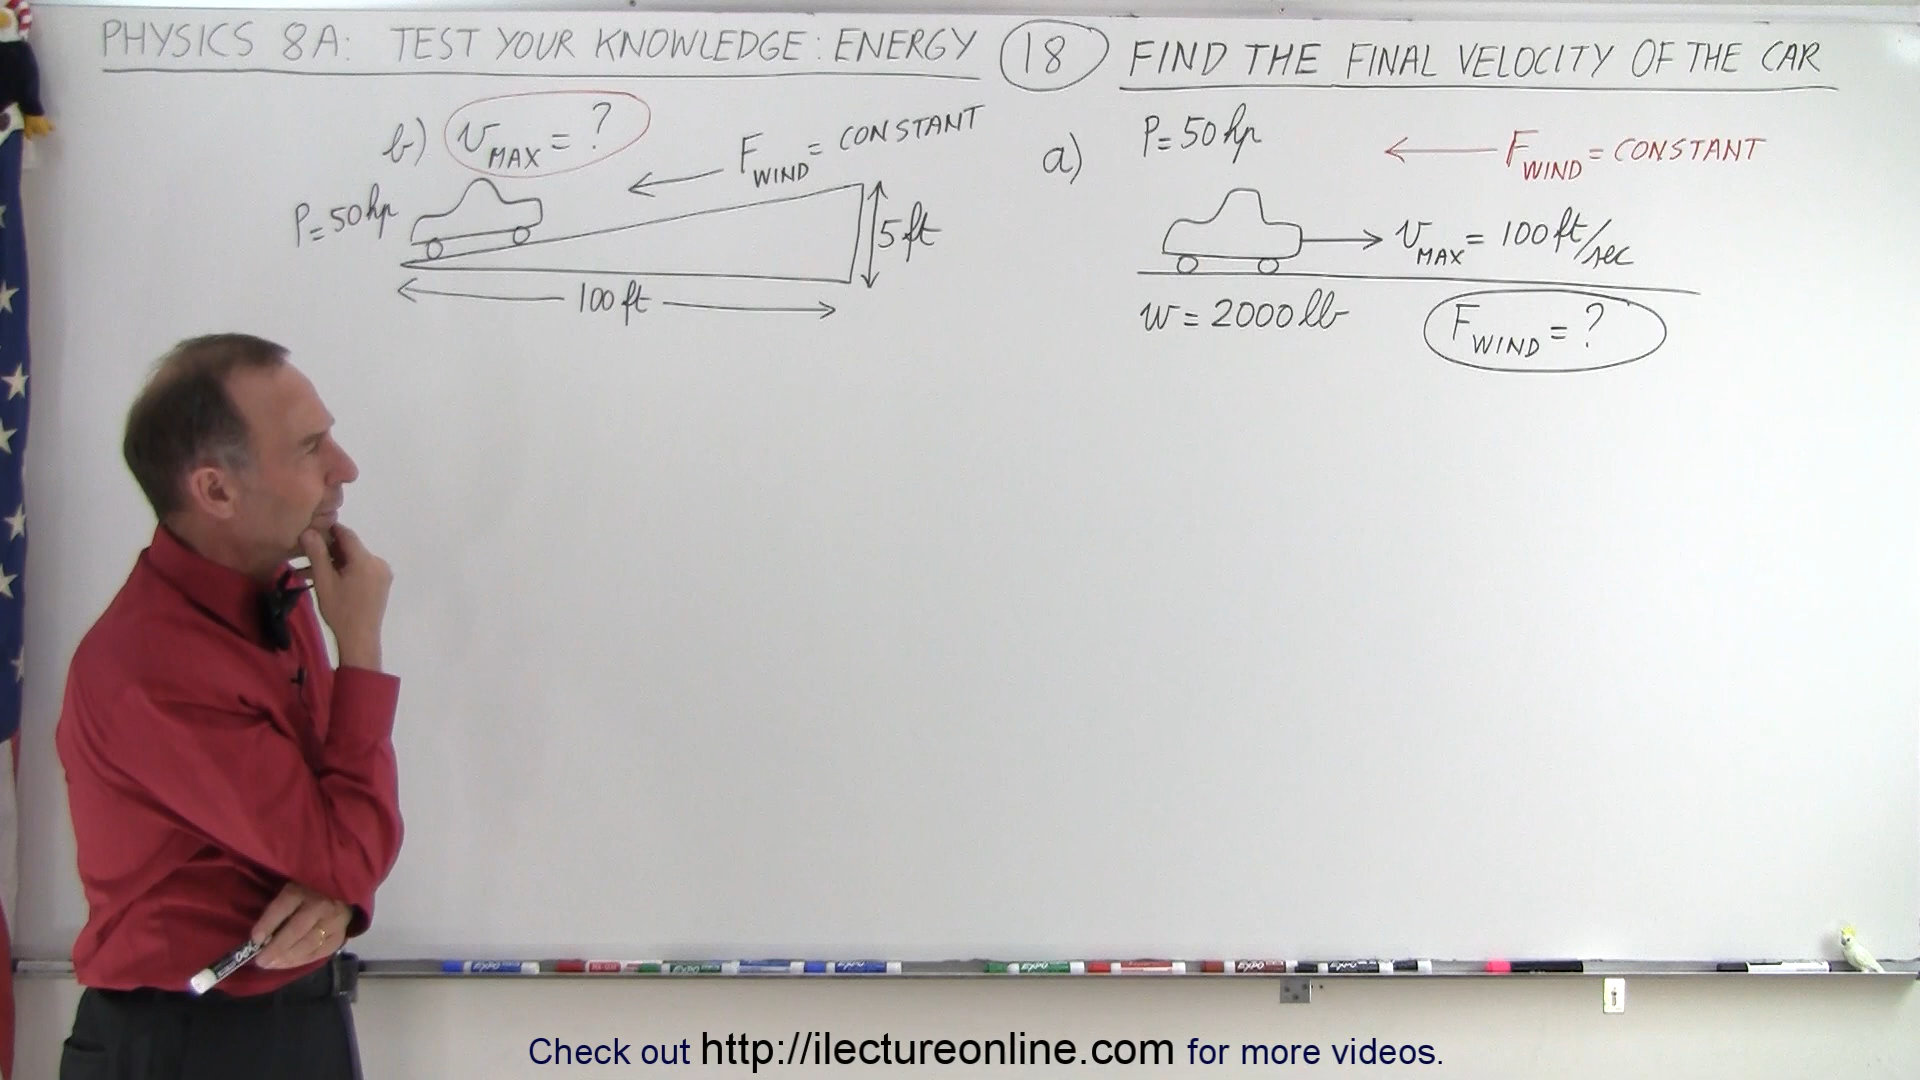 PHYSICS 8A: TEST YOUR KNOWLEDGE: ENERGY 18 FIND THE FINAL VELOCITY OF THE CAR
b) v MAX = ?
F WIND = CONSTANT
P = 50 hp
5 ft
100 ft
a)
P = 50 hp
F WIND = CONSTANT
v MAX = 100 ft/sec
w = 2000 lb
F WIND = ?
Check out http://ilectureonline.com for more videos.